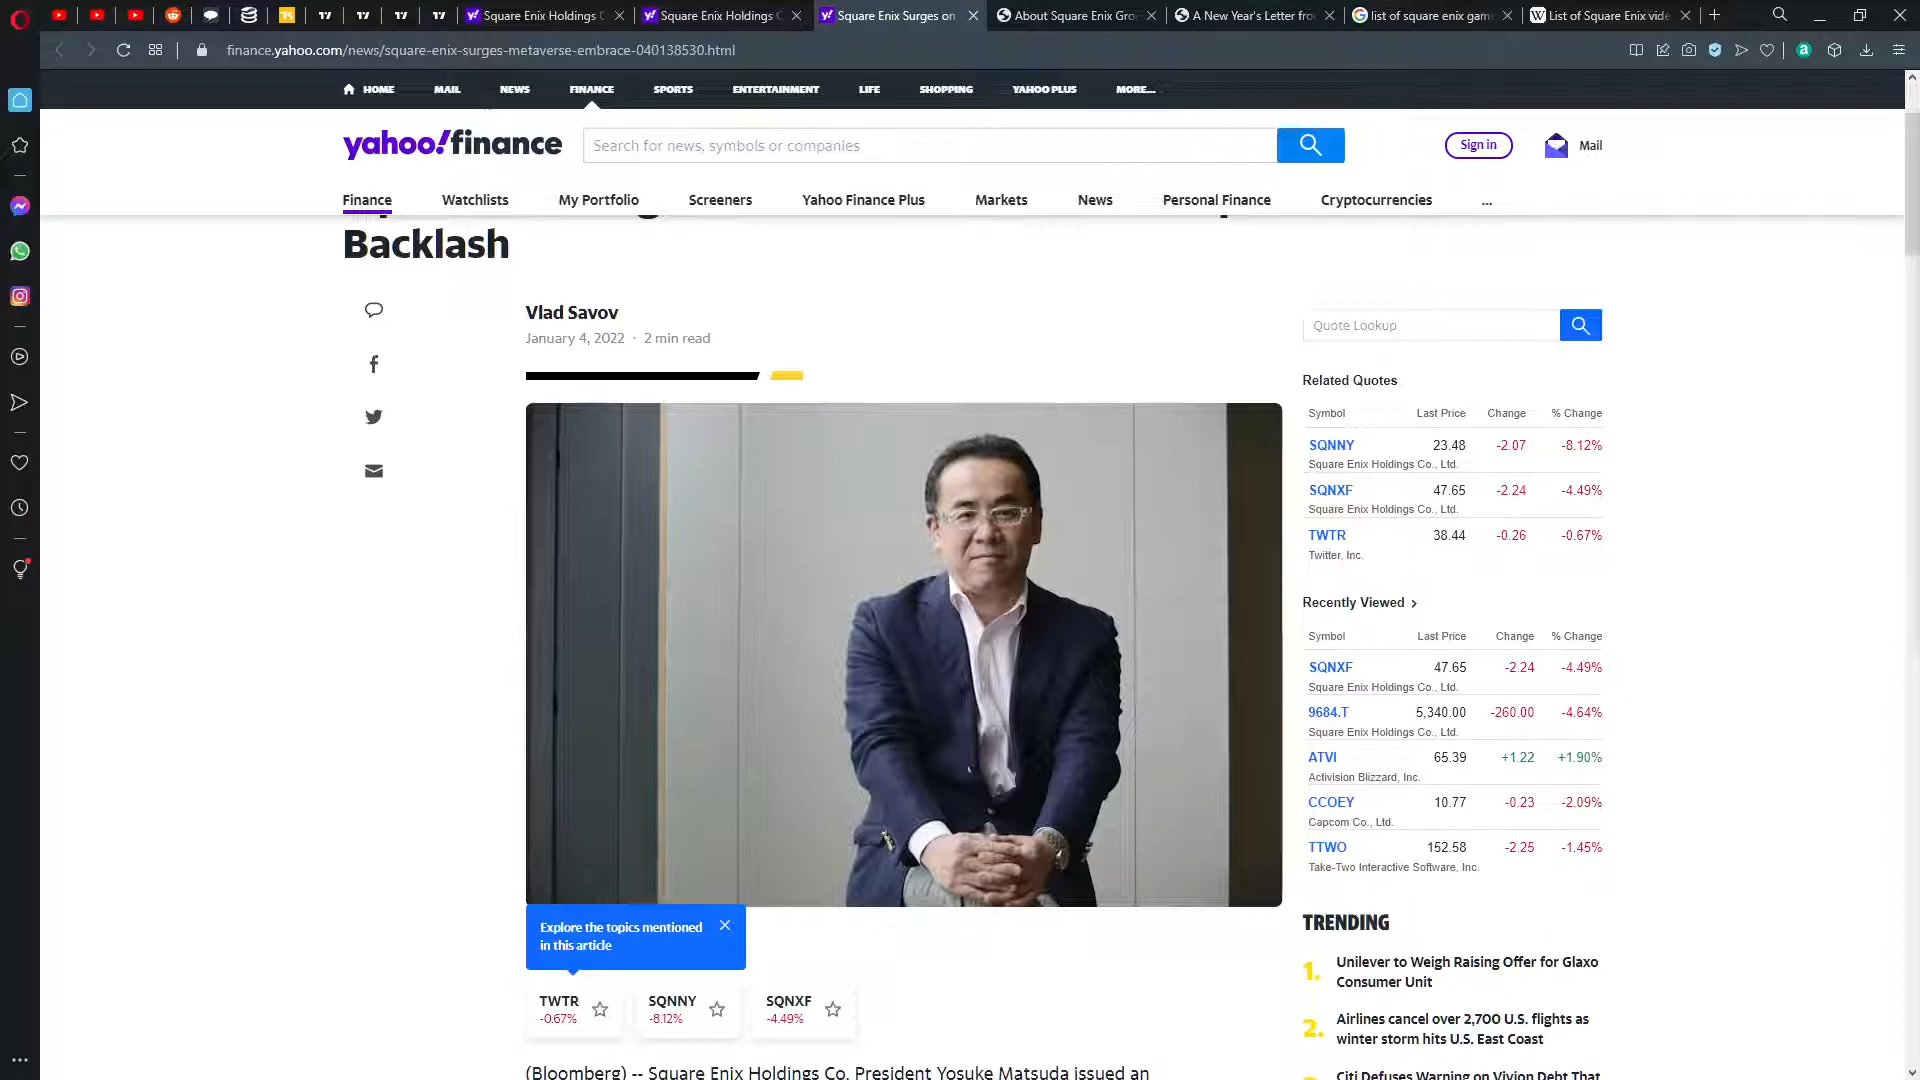 Square Enix Holdings C
Square Enix Holdings C
Square Enix Surges on
About Square Enix Gro
A New Year's Letter fro
list of square enix gam
List of Square Enix vide
finance.yahoo.com/news/square-enix-surges-metaverse-embrace-040138530.html
HOME MAIL NEWS FINANCE SPORTS ENTERTAINMENT LIFE SHOPPING YAHOO PLUS MORE...
yahoo!finance
Search for news, symbols or companies
Sign in
Mail
Finance Watchlists My Portfolio Screeners Yahoo Finance Plus Markets News Personal Finance Cryptocurrencies ...
Backlash
Vlad Savov
January 4, 2022 · 2 min read
Explore the topics mentioned
in this article
TWTR
-0.67%
SQNNY
-8.12%
SQNXF
-4.49%
(Bloomberg) -- Square Enix Holdings Co. President Yosuke Matsuda issued an
Quote Lookup
Related Quotes
Symbol Last Price Change % Change
SQNNY 23.48 -2.07 -8.12%
Square Enix Holdings Co., Ltd.
SQNXF 47.65 -2.24 -4.49%
Square Enix Holdings Co., Ltd.
TWTR 38.44 -0.26 -0.67%
Twitter, Inc.
Recently Viewed
Symbol Last Price Change % Change
SQNXF 47.65 -2.24 -4.49%
Square Enix Holdings Co., Ltd.
9684.T 5,340.00 -260.00 -4.64%
Square Enix Holdings Co., Ltd.
ATVI 65.39 +1.22 +1.90%
Activision Blizzard, Inc.
CCOEY 10.77 -0.23 -2.09%
Capcom Co., Ltd.
TTWO 152.58 -2.25 -1.45%
Take-Two Interactive Software, Inc.
TRENDING
1. Unilever to Weigh Raising Offer for Glaxo
Consumer Unit
2. Airlines cancel over 2,700 U.S. flights as
winter storm hits U.S. East Coast
Citi Defuses Warning on Vivion Debt That